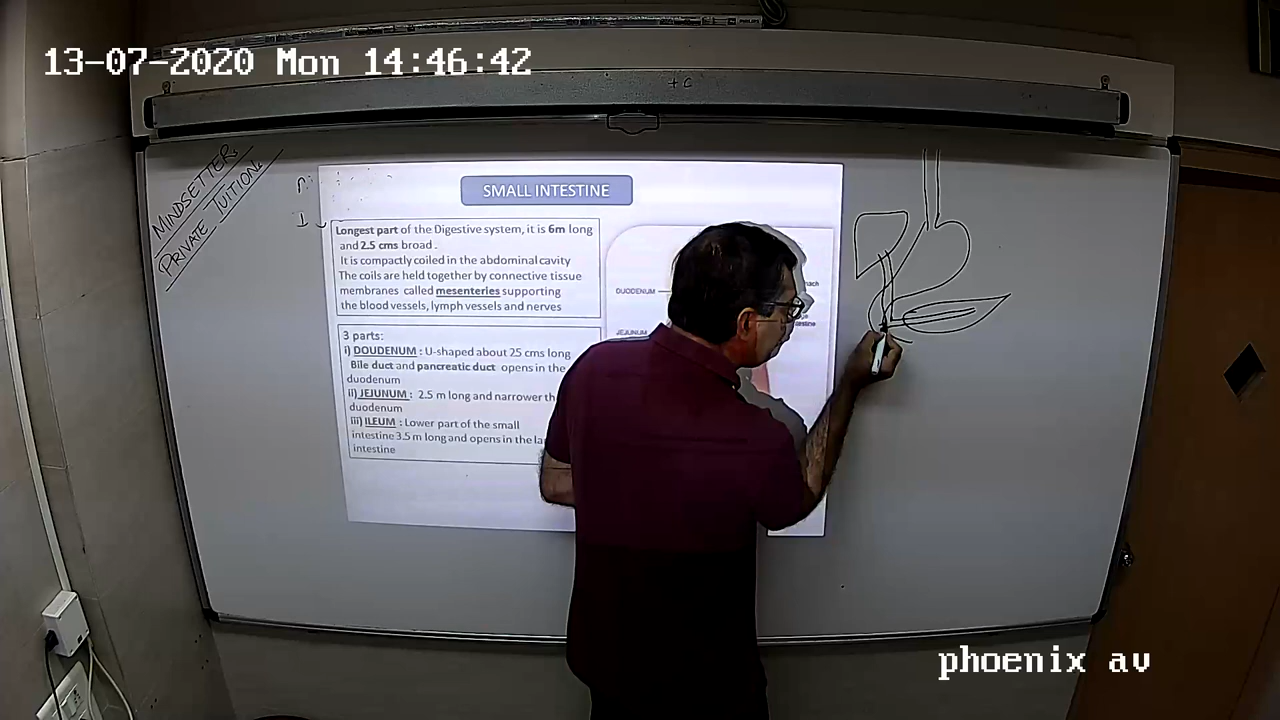 13-07-2020 Mon 14:46:42
+C
MINDSETTER
PRIVATE TUITION
SMALL INTESTINE
Longest part of the Digestive system, it is 6m long
and 2.5 cms broad .
It is compactly coiled in the abdominal cavity
The coils are held together by connective tissue
membranes called mesenteries supporting
the blood vessels, lymph vessels and nerves
DUODENUM
JEJUNUM
3 parts:
i) DOUDENUM : U-shaped about 25 cms long
Bile duct and pancreatic duct opens in the
duodenum
ii) JEJUNUM : 2.5 m long and narrower th
duodenum
iii) ILEUM : Lower part of the small
intestine 3.5 m long and opens in the la
intestine
phoenix av